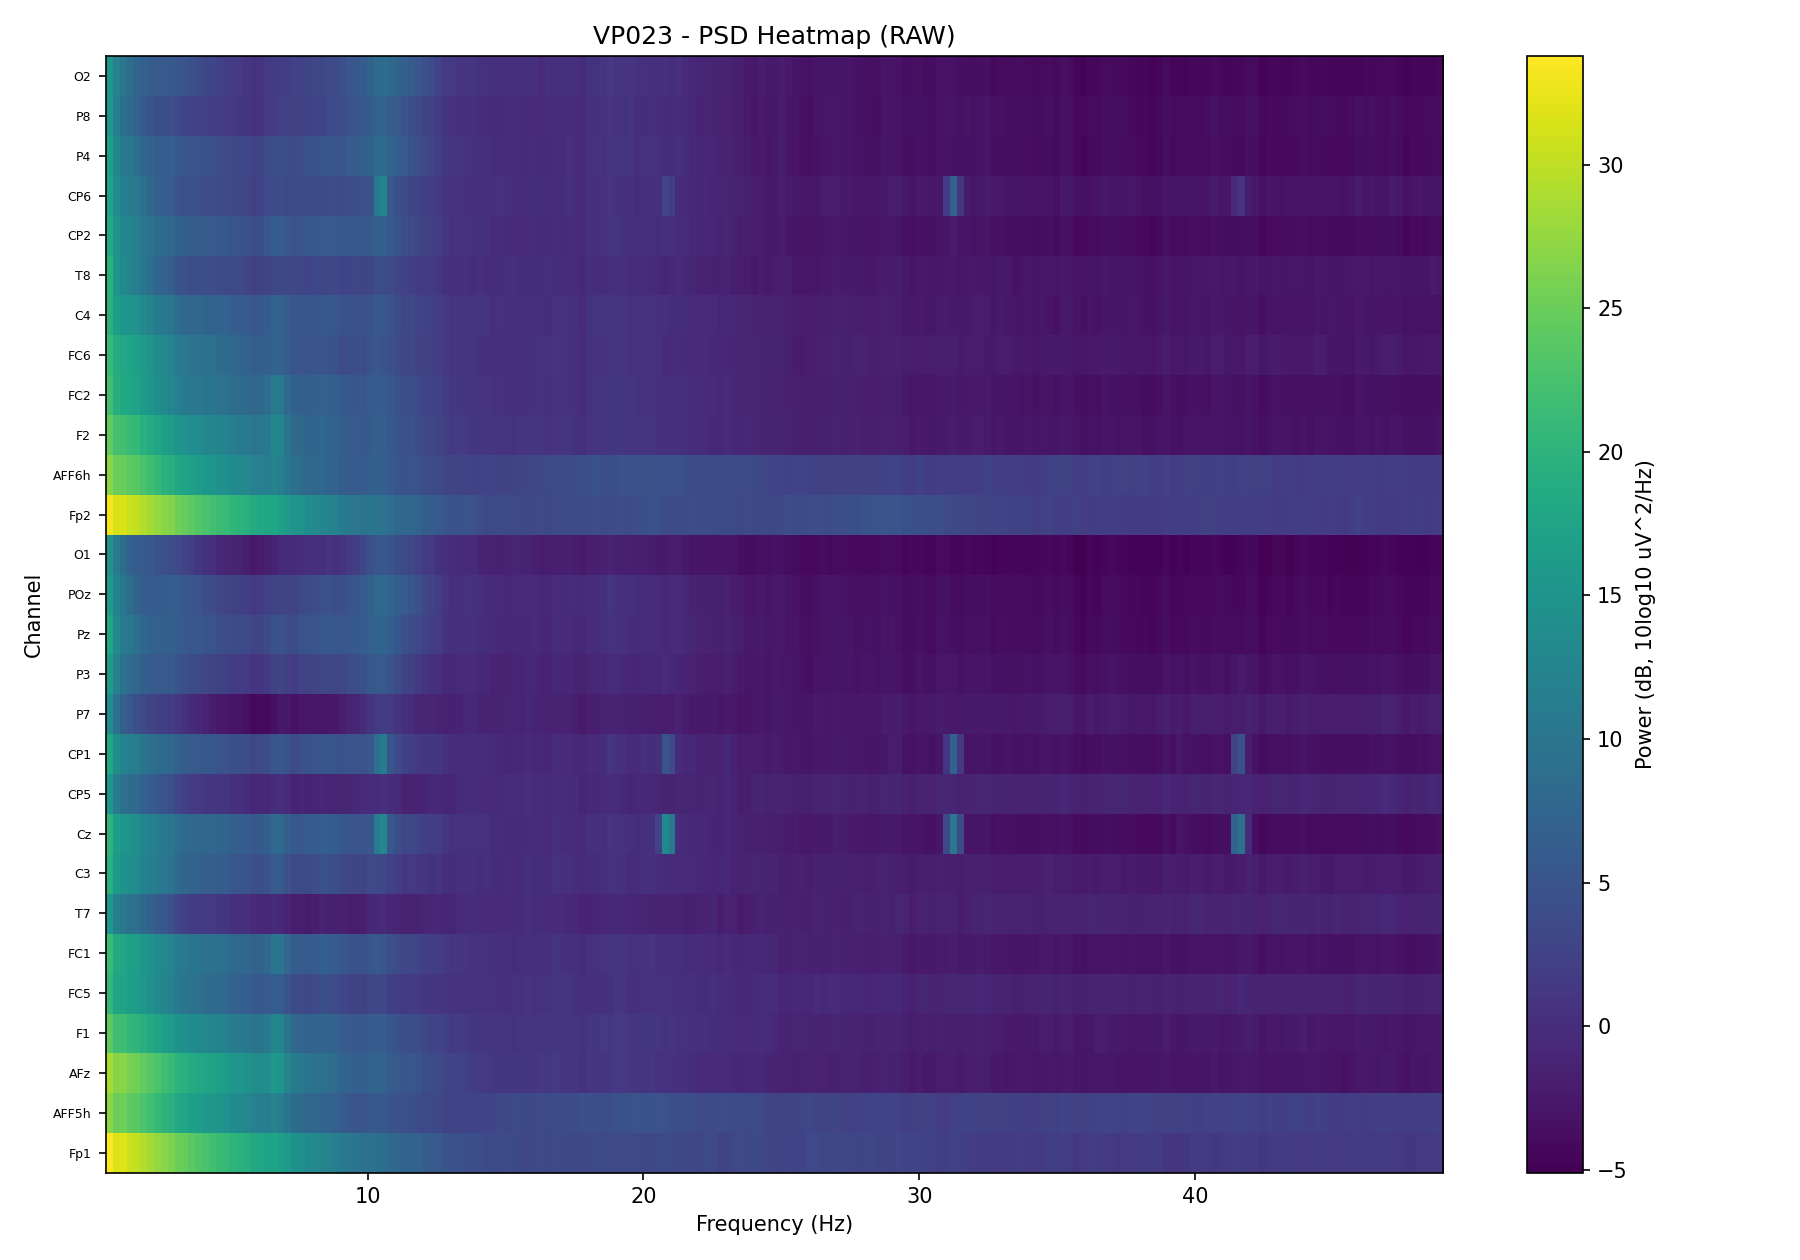 VP023 - PSD Heatmap (RAW)
O2
P8
P4
CP6
CP2
T8
C4
FC6
FC2
F2
AFF6h
Fp2
O1
POz
Pz
P3
P7
CP1
CP5
Cz
C3
T7
FC1
FC5
F1
AFz
AFF5h
Fp1
Channel
10
20
30
40
Frequency (Hz)
30
25
20
15
10
5
0
−5
Power (dB, 10log10 uV^2/Hz)